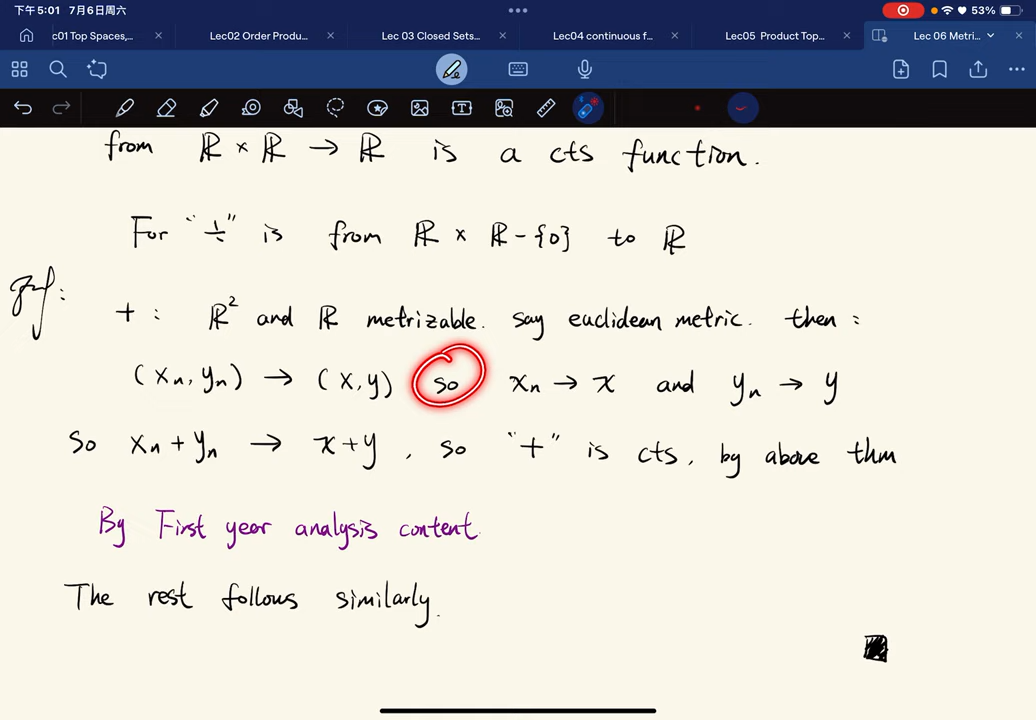 下午5:01 7月6日周六 53%
c01 Top Spaces,... Lec02 Order Produ... Lec 03 Closed Sets... Lec04 continuous f... Lec05 Product Top... Lec 06 Metri...
from ℝ × ℝ → ℝ is a cts function.
For "÷" is from ℝ × ℝ - {0} to ℝ
prf:
+ : ℝ² and ℝ metrizable. say euclidean metric. then :
(xₙ, yₙ) → (x, y) so xₙ → x and yₙ → y
So xₙ + yₙ → x + y , so "+" is cts, by above thm
By First year analysis content.
The rest follows similarly.